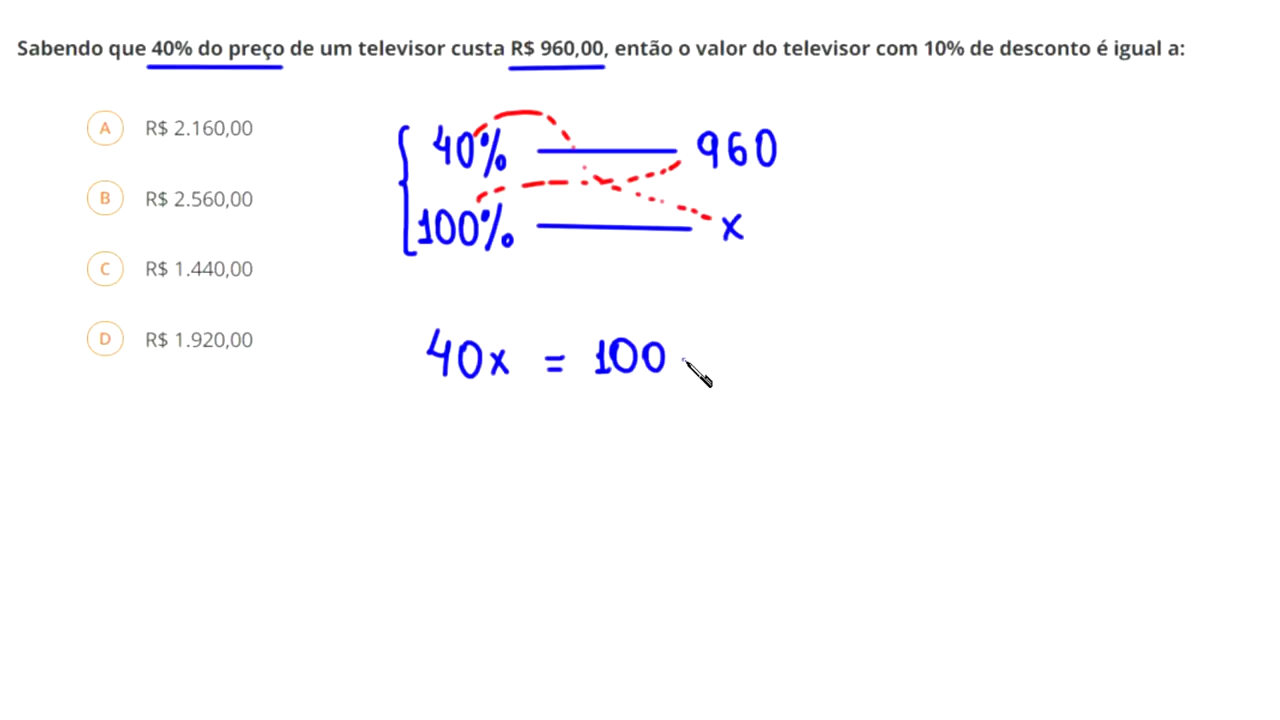 Sabendo que 40% do preço de um televisor custa R$ 960,00, então o valor do televisor com 10% de desconto é igual a:
A R$ 2.160,00
B R$ 2.560,00
C R$ 1.440,00
D R$ 1.920,00
40% 960
100% x
40x = 100